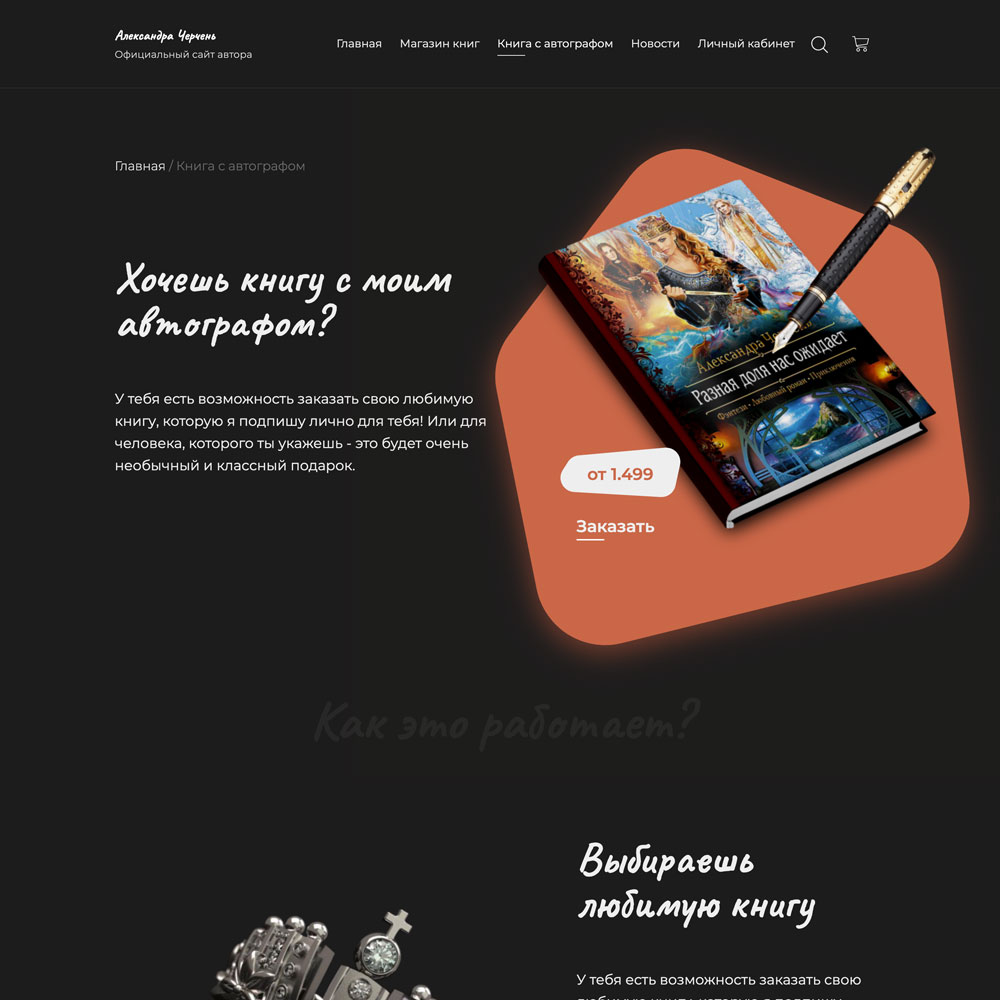 Александра Черчень
Официальный сайт автора
Главная Магазин книг Книга с автографом Новости Личный кабинет
Главная / Книга с автографом
Хочешь книгу с моим
автографом?
У тебя есть возможность заказать свою любимую
книгу, которую я подпишу лично для тебя! Или для
человека, которого ты укажешь - это будет очень
необычный и классный подарок.
Александра
Разная доля нас ожидает
Фэнтези • Любовный роман • Приключения
от 1.499
Заказать
Как это работает?
Выбираешь
любимую книгу
У тебя есть возможность заказать свою